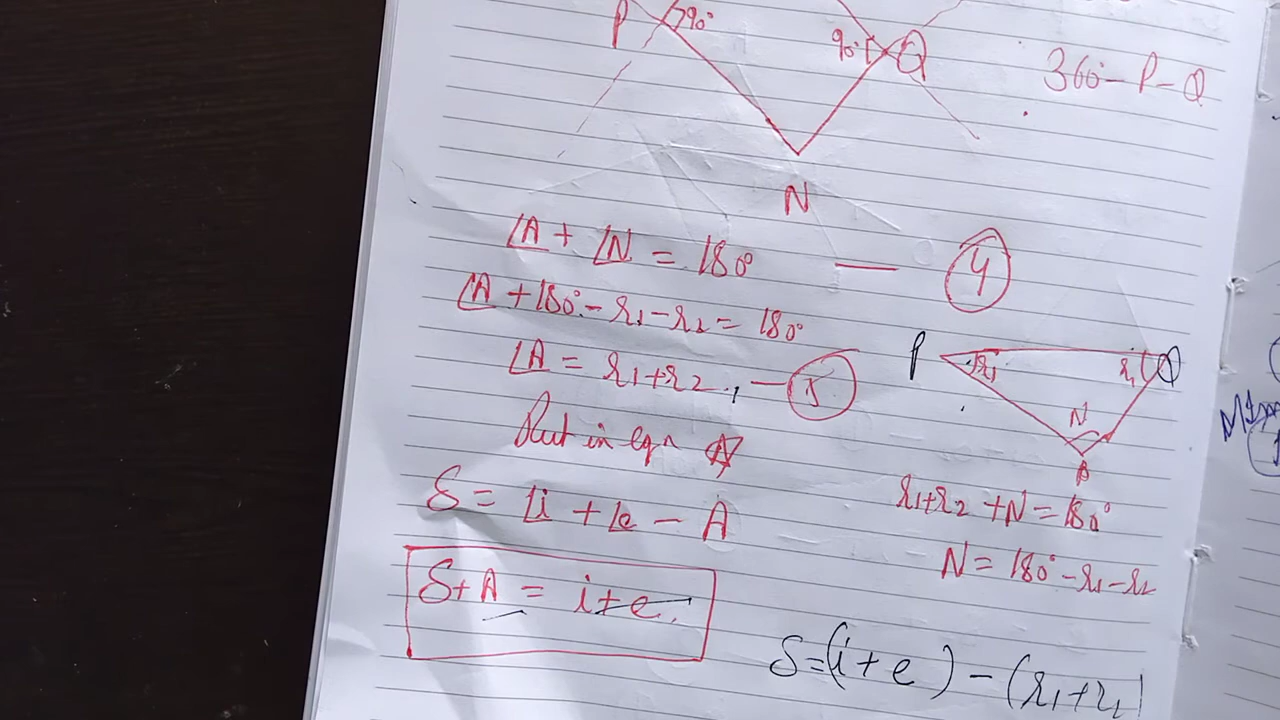 P 90° 90° Q
360° - P - Q
N
∠A + ∠N = 180° — 4
∠A + 180° - r1 - r2 = 180°
∠A = r1 + r2, — 5
P r1 r1 Q
N
Put in eqn A
δ = ∠i + ∠e - A
r1 + r2 + N = 180°
N = 180° - r1 - r2
δ + A = i + e.
δ = (i + e) - (r1 + r2)